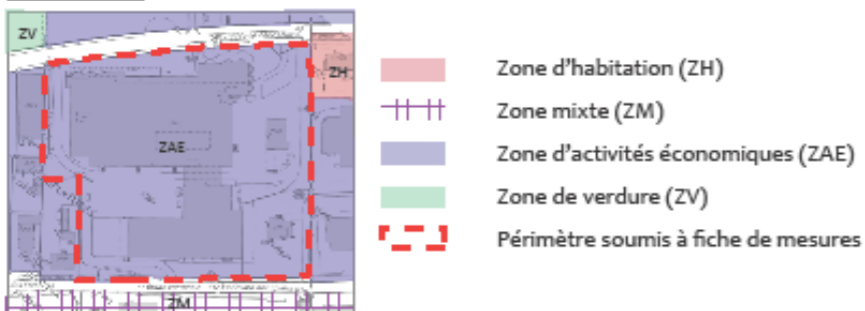 ZV
ZH
ZAE
ZM
Zone d'habitation (ZH)
Zone mixte (ZM)
Zone d'activités économiques (ZAE)
Zone de verdure (ZV)
Périmètre soumis à fiche de mesures